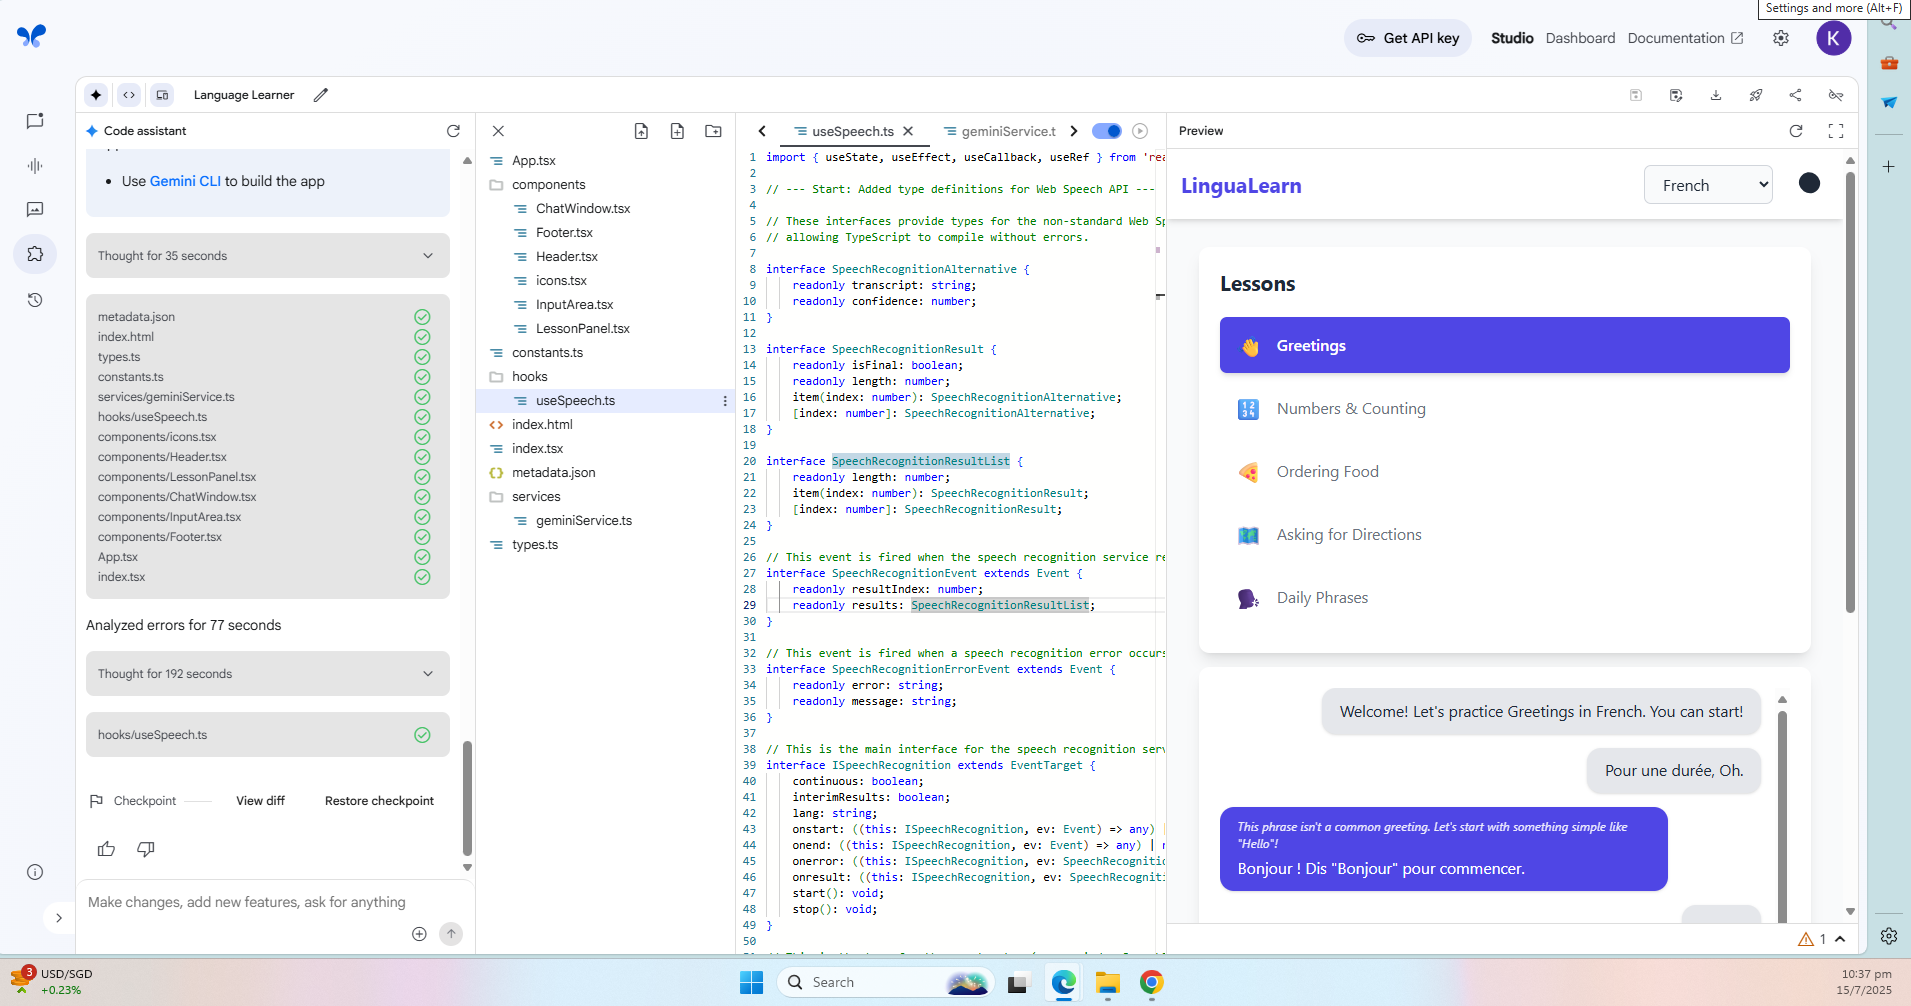 Settings and more (Alt+F)
Get API key
Studio
Dashboard
Documentation
K
Language Learner
Code assistant
Use Gemini CLI to build the app
Thought for 35 seconds
metadata.json
index.html
types.ts
constants.ts
services/geminiService.ts
hooks/useSpeech.ts
components/icons.tsx
components/Header.tsx
components/LessonPanel.tsx
components/ChatWindow.tsx
components/InputArea.tsx
components/Footer.tsx
App.tsx
index.tsx
Analyzed errors for 77 seconds
Thought for 192 seconds
hooks/useSpeech.ts
Checkpoint
View diff
Restore checkpoint
Make changes, add new features, ask for anything
App.tsx
components
ChatWindow.tsx
Footer.tsx
Header.tsx
icons.tsx
InputArea.tsx
LessonPanel.tsx
constants.ts
hooks
useSpeech.ts
index.html
index.tsx
metadata.json
services
geminiService.ts
types.ts
useSpeech.ts
geminiService.t
1 import { useState, useEffect, useCallback, useRef } from 'rea
2
3 // --- Start: Added type definitions for Web Speech API ---
4
5 // These interfaces provide types for the non-standard Web Sp
6 // allowing TypeScript to compile without errors.
7
8 interface SpeechRecognitionAlternative {
9 readonly transcript: string;
10 readonly confidence: number;
11 }
12
13 interface SpeechRecognitionResult {
14 readonly isFinal: boolean;
15 readonly length: number;
16 item(index: number): SpeechRecognitionAlternative;
17 [index: number]: SpeechRecognitionAlternative;
18 }
19
20 interface SpeechRecognitionResultList {
21 readonly length: number;
22 item(index: number): SpeechRecognitionResult;
23 [index: number]: SpeechRecognitionResult;
24 }
25
26 // This event is fired when the speech recognition service re
27 interface SpeechRecognitionEvent extends Event {
28 readonly resultIndex: number;
29 readonly results: SpeechRecognitionResultList;
30 }
31
32 // This event is fired when a speech recognition error occurs
33 interface SpeechRecognitionErrorEvent extends Event {
34 readonly error: string;
35 readonly message: string;
36 }
37
38 // This is the main interface for the speech recognition serv
39 interface ISpeechRecognition extends EventTarget {
40 continuous: boolean;
41 interimResults: boolean;
42 lang: string;
43 onstart: ((this: ISpeechRecognition, ev: Event) => any) |
44 onend: ((this: ISpeechRecognition, ev: Event) => any) | n
45 onerror: ((this: ISpeechRecognition, ev: SpeechRecognitio
46 onresult: ((this: ISpeechRecognition, ev: SpeechRecogniti
47 start(): void;
48 stop(): void;
49 }
50
Preview
LinguaLearn
French
Lessons
Greetings
Numbers & Counting
Ordering Food
Asking for Directions
Daily Phrases
Welcome! Let's practice Greetings in French. You can start!
Pour une durée, Oh.
This phrase isn't a common greeting. Let's start with something simple like
"Hello"!
Bonjour ! Dis "Bonjour" pour commencer.
1
3
USD/SGD
+0.23%
Search
10:37 pm
15/7/2025